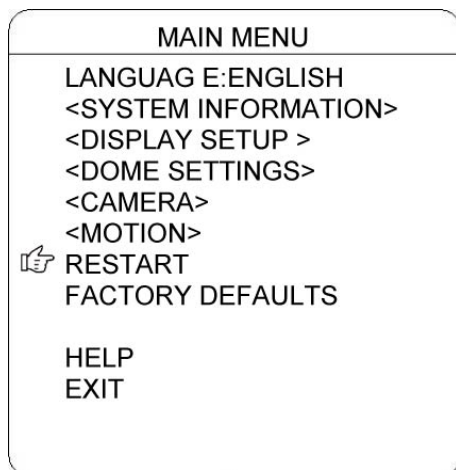 MAIN MENU
LANGUAG E:ENGLISH
<SYSTEM INFORMATION>
<DISPLAY SETUP >
<DOME SETTINGS>
<CAMERA>
<MOTION>
RESTART
FACTORY DEFAULTS
HELP
EXIT